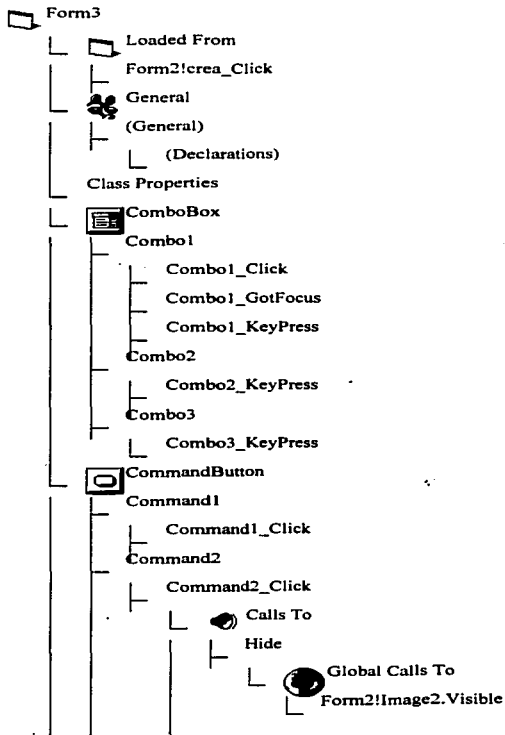 Form3
Loaded From
Form2!crea_Click
General
(General)
(Declarations)
Class Properties
ComboBox
Combo1
Combo1_Click
Combo1_GotFocus
Combo1_KeyPress
Combo2
Combo2_KeyPress
Combo3
Combo3_KeyPress
CommandButton
Command1
Command1_Click
Command2
Command2_Click
Calls To
Hide
Global Calls To
Form2!Image2.Visible